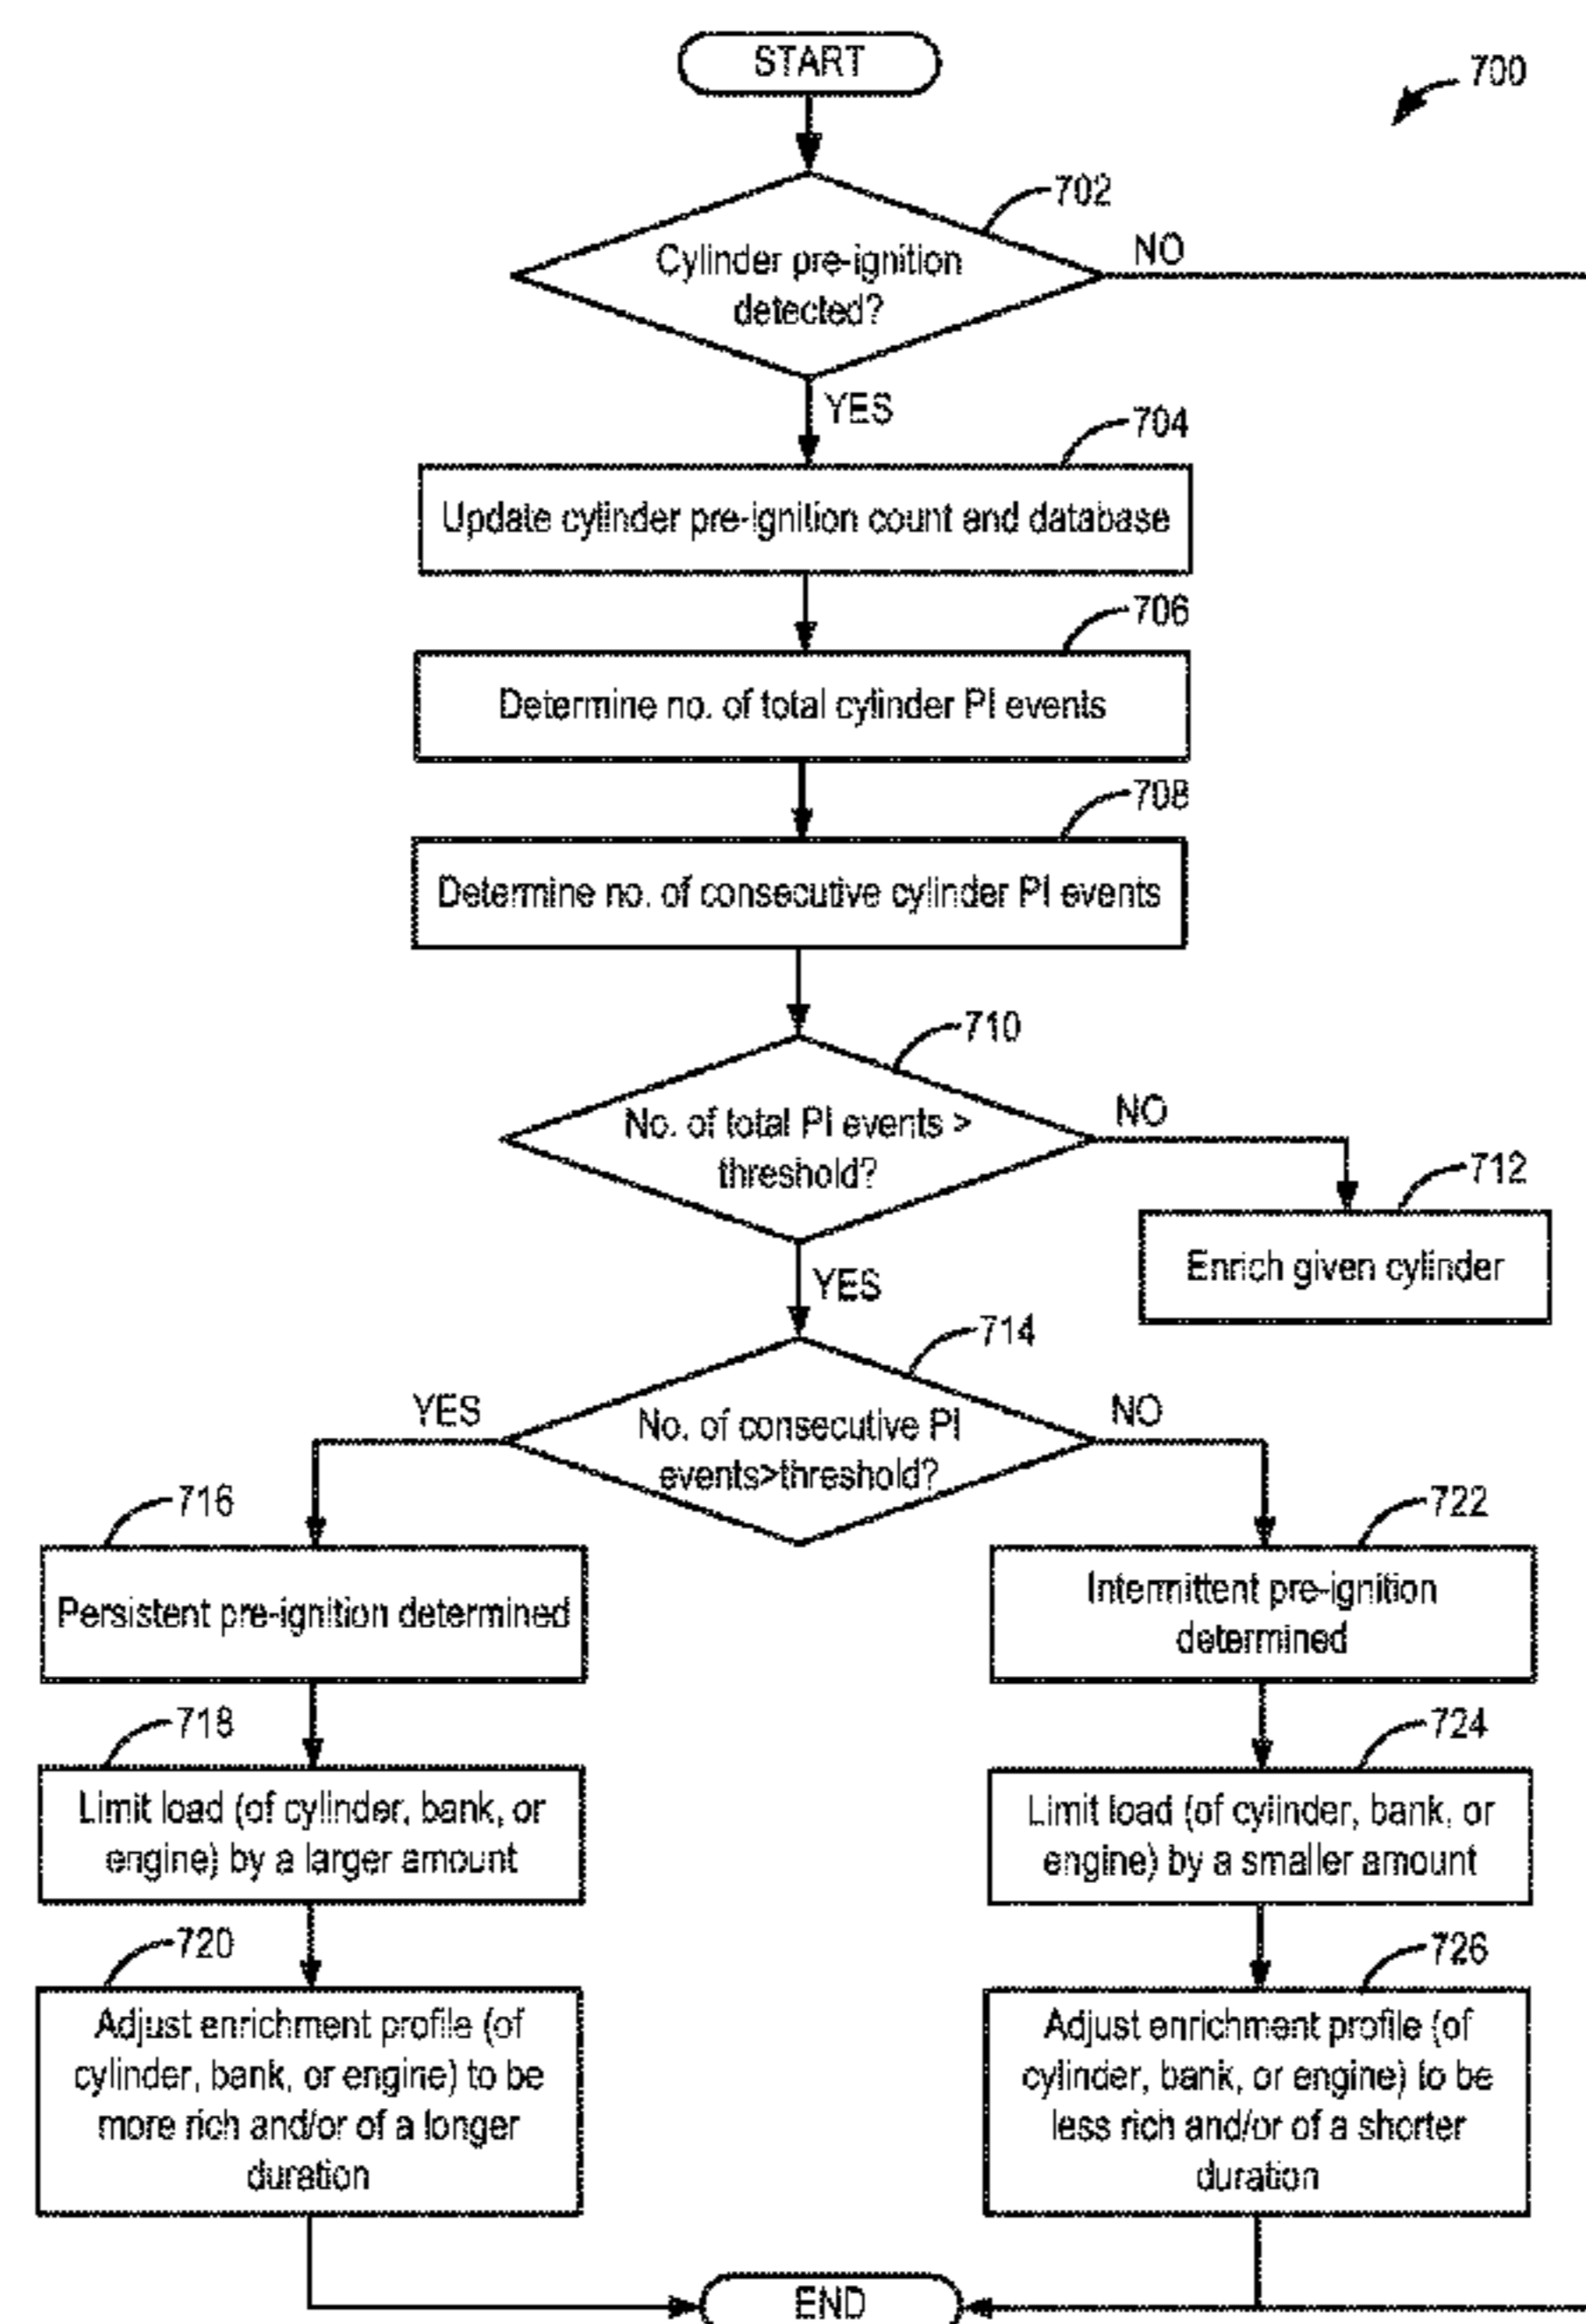 START
700
702
Cylinder pre-ignition
detected?
NO
YES
704
Update cylinder pre-ignition count and database
706
Determine no. of total cylinder PI events
708
Determine no. of consecutive cylinder PI events
710
No. of total PI events >
threshold?
NO
712
Enrich given cylinder
YES
714
No. of consecutive PI
events>threshold?
YES
NO
716
Persistent pre-ignition determined
722
Intermittent pre-ignition
determined
718
Limit load (of cylinder, bank, or
engine) by a larger amount
724
Limit load (of cylinder, bank, or
engine) by a smaller amount
720
Adjust enrichment profile (of
cylinder, bank, or engine) to be
more rich and/or of a longer
duration
726
Adjust enrichment profile (of
cylinder, bank, or engine) to be
less rich and/or of a shorter
duration
END